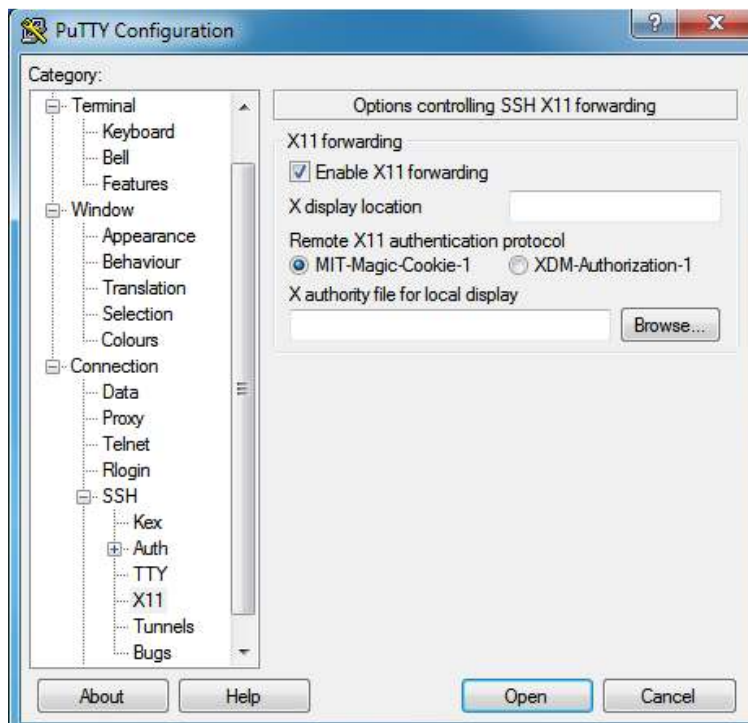 PuTTY Configuration
Category:
Terminal
Keyboard
Bell
Features
Window
Appearance
Behaviour
Translation
Selection
Colours
Connection
Data
Proxy
Telnet
Rlogin
SSH
Kex
Auth
TTY
X11
Tunnels
Bugs
Options controlling SSH X11 forwarding
X11 forwarding
Enable X11 forwarding
X display location
Remote X11 authentication protocol
MIT-Magic-Cookie-1 XDM-Authorization-1
X authority file for local display
Browse...
About Help Open Cancel